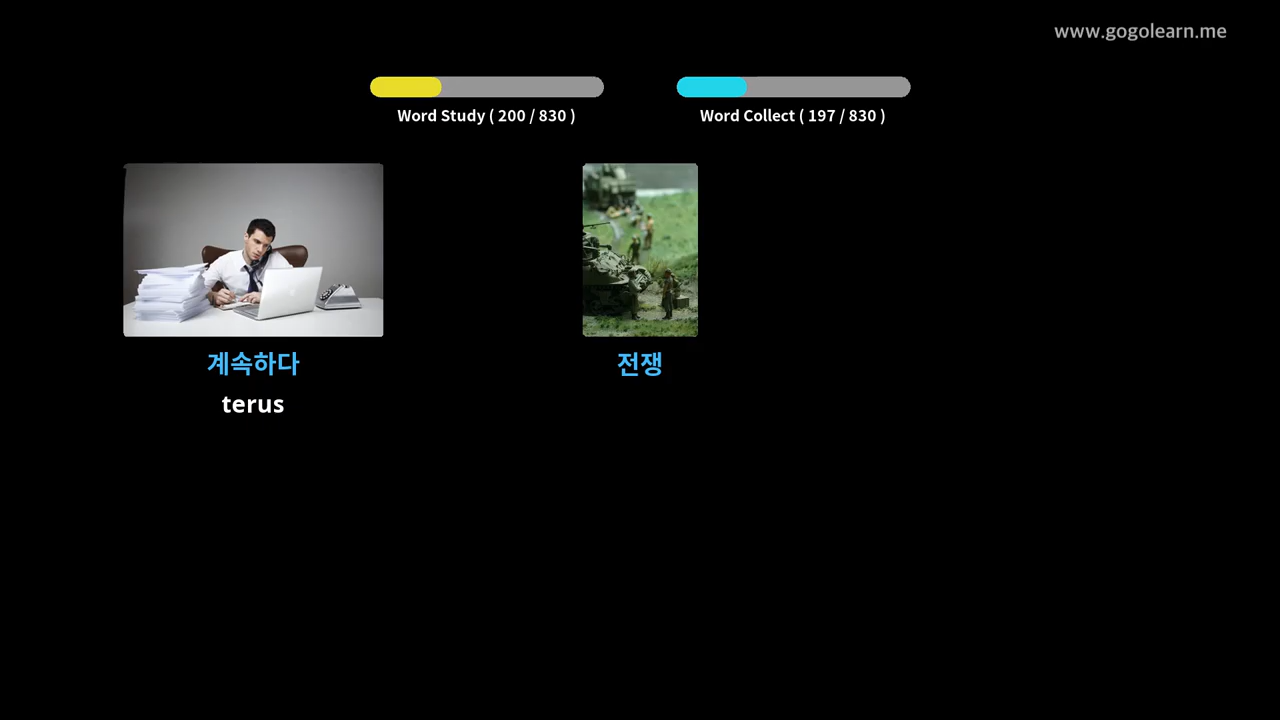 www.gogolearn.me
Word Study ( 200 / 830 )
Word Collect ( 197 / 830 )
계속하다
전쟁
terus